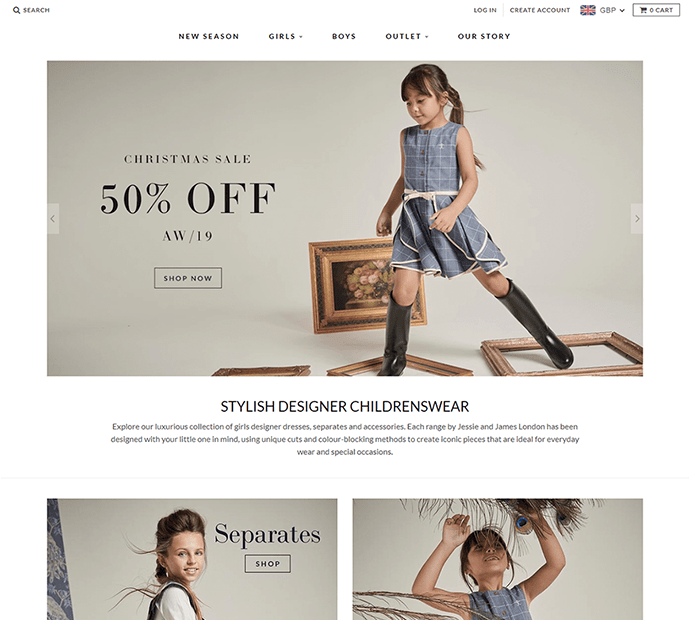 SEARCH
LOG IN
CREATE ACCOUNT
GBP
0 CART
NEW SEASON
GIRLS
BOYS
OUTLET
OUR STORY
CHRISTMAS SALE
50% OFF
AW/19
SHOP NOW
STYLISH DESIGNER CHILDRENSWEAR
Explore our luxurious collection of girls designer dresses, separates and accessories. Each range by Jessie and James London has been
designed with your little one in mind, using unique cuts and colour-blocking methods to create iconic pieces that are ideal for everyday
wear and special occasions.
Separates
SHOP